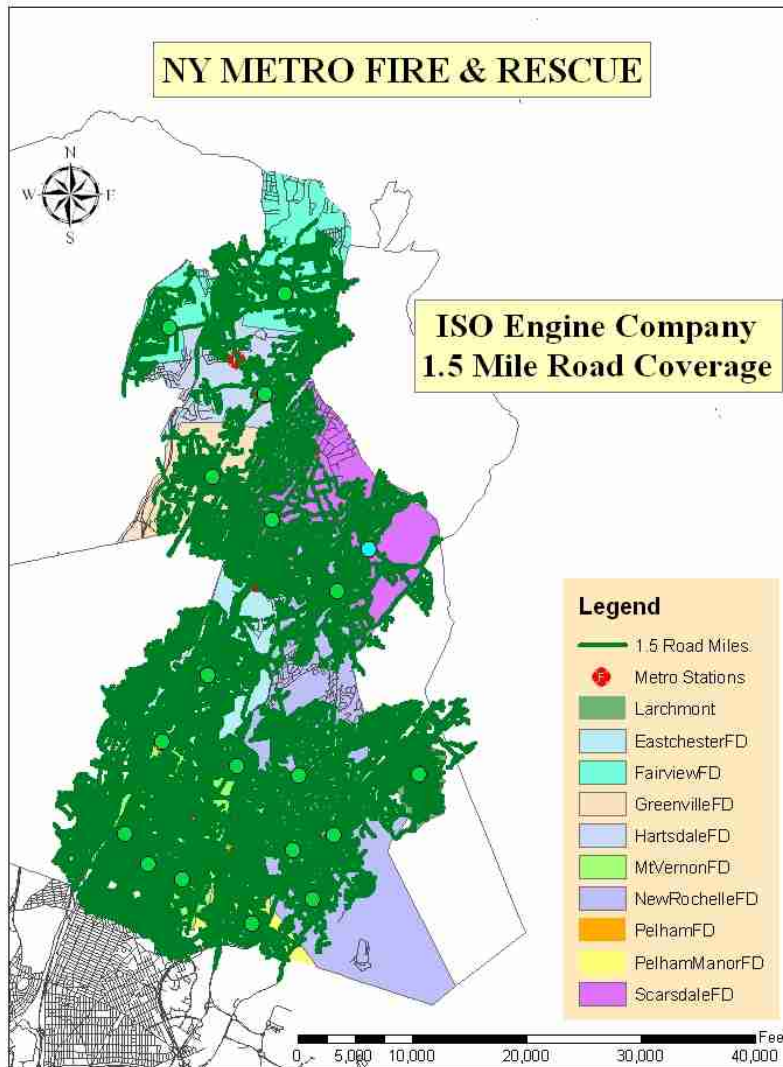 NY METRO FIRE & RESCUE
N
W E
S
ISO Engine Company
1.5 Mile Road Coverage
Legend
1.5 Road Miles
F Metro Stations
Larchmont
EastchesterFD
FairviewFD
GreenvilleFD
HartsdaleFD
MtVernonFD
NewRochelleFD
PelhamFD
PelhamManorFD
ScarsdaleFD
Fee
0 5,000 10,000 20,000 30,000 40,000